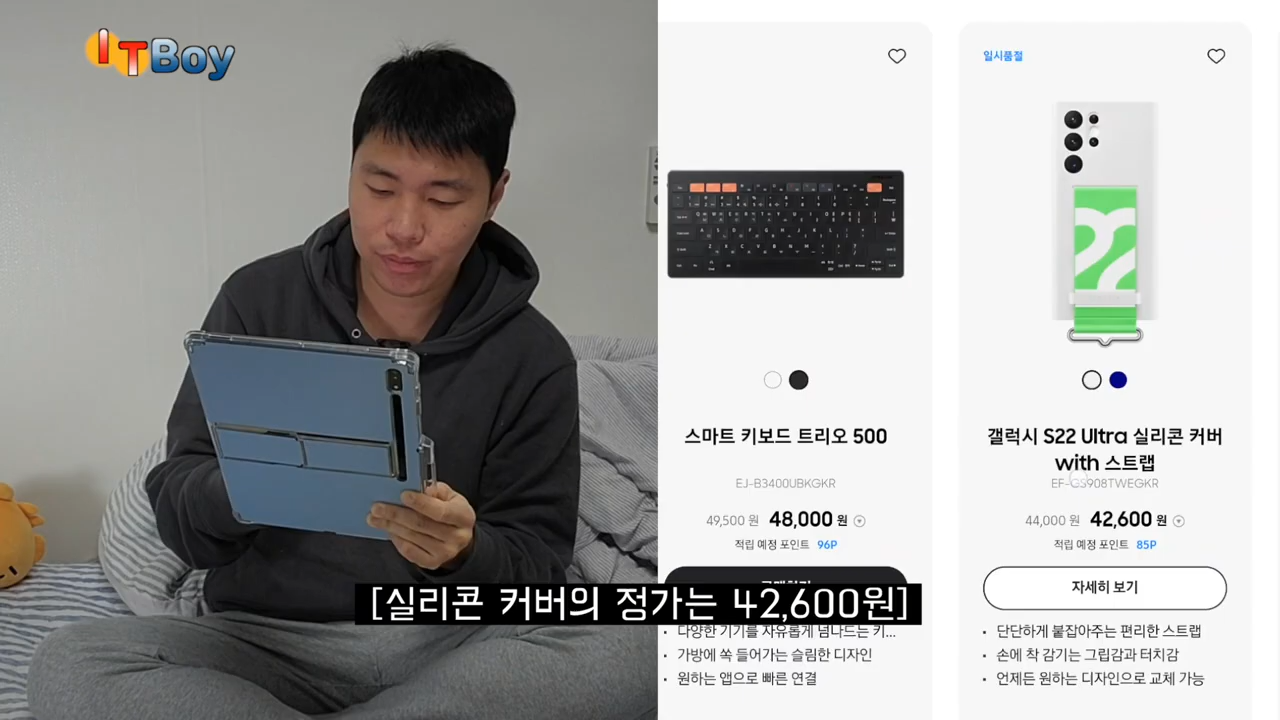 ITBoy
스마트 키보드 트리오 500
EJ-B3400UBKGKR
49,500 원 48,000 원
적립 예정 포인트 96P
다양한 기기를 자유롭게 넘나드는 키...
가방에 쏙 들어가는 슬림한 디자인
원하는 앱으로 빠른 연결
일시품절
갤럭시 S22 Ultra 실리콘 커버
with 스트랩
EF-GS908TWEGKR
44,000 원 42,600 원
적립 예정 포인트 85P
자세히 보기
단단하게 붙잡아주는 편리한 스트랩
손에 착 감기는 그립감과 터치감
언제든 원하는 디자인으로 교체 가능
[실리콘 커버의 정가는 42,600원]